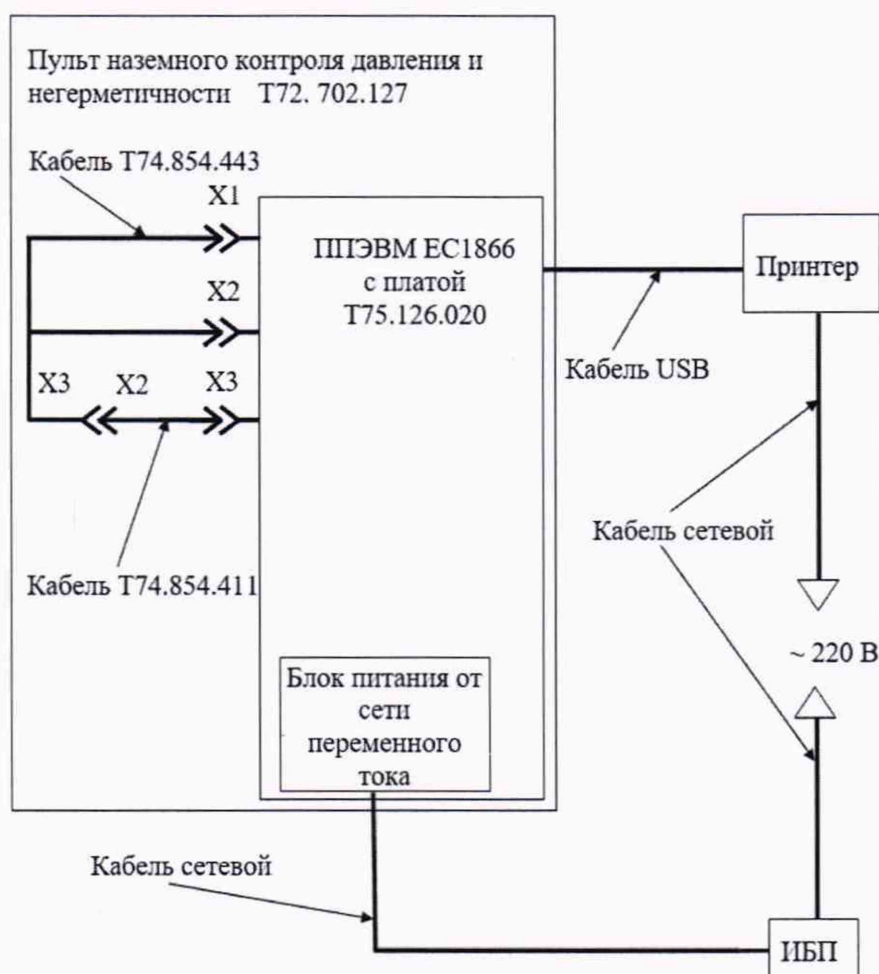 Пульт наземного контроля давления и
негерметичности Т72. 702.127
Кабель Т74.854.443
Х1
ППЭВМ ЕС1866
с платой
Т75.126.020
Принтер
Х2
Кабель USB
Х3 Х2 Х3
Кабель сетевой
Кабель Т74.854.411
~ 220 В
Блок питания от
сети
переменного
тока
Кабель сетевой
ИБП